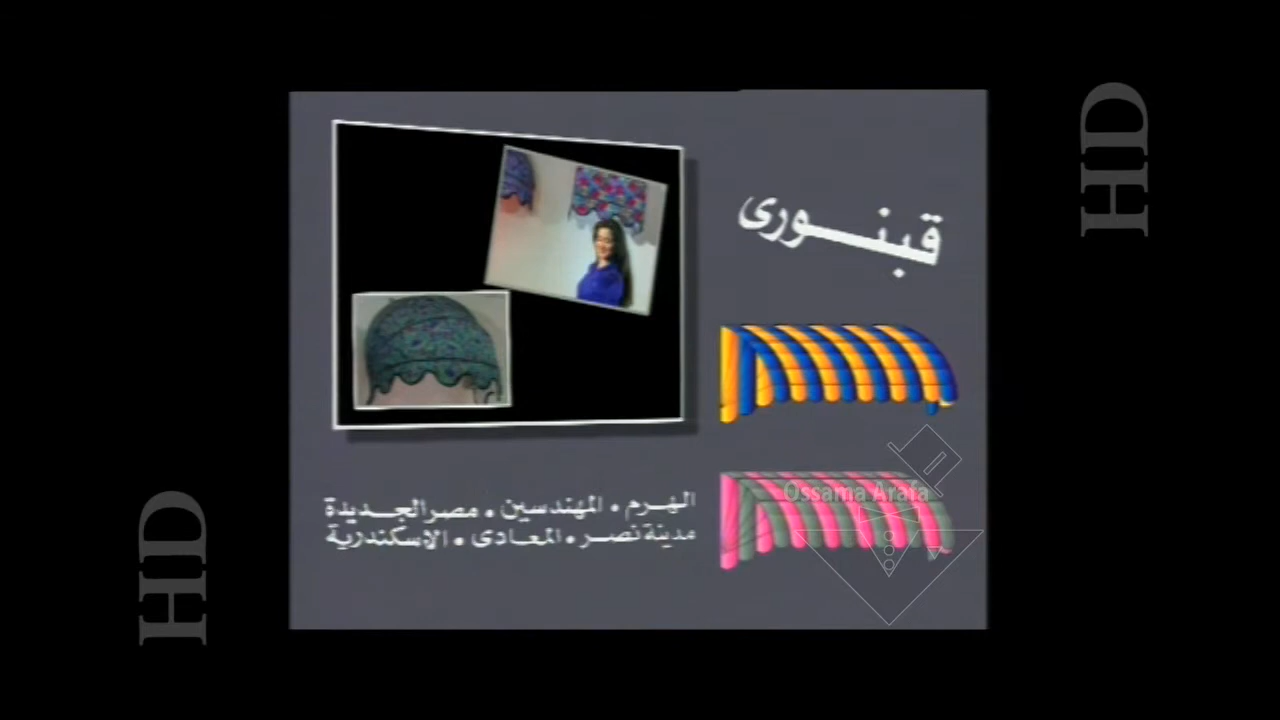 HD
قبنورى
Ossama Arafa
الهرم • المهندسين • مصر الجديدة
مدينة نصر • المعادى • الاسكندرية
HD